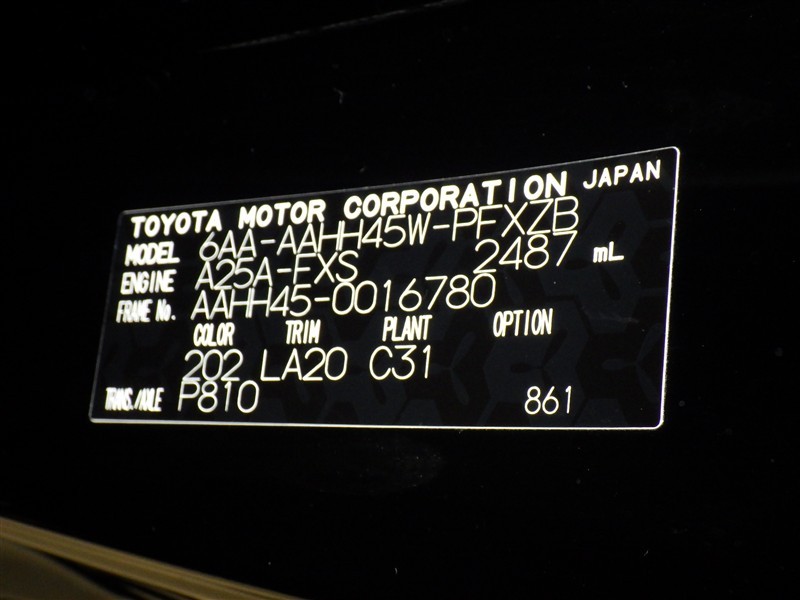 TOYOTA MOTOR CORPORATION JAPAN
MODEL 6AA-AAHH45W-PFXZB
ENGINE A25A-FXS 2487 mL
FRAME No. AAHH45-0016780
COLOR TRIM PLANT OPTION
202 LA20 C31
TRANS./AXLE P810 861